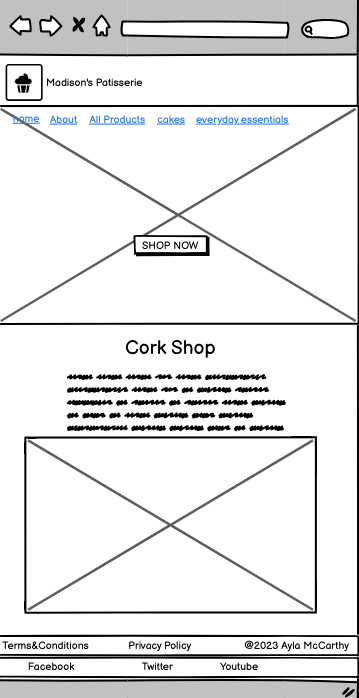 Madison's Patisserie
home About All Products cakes everyday essentials
SHOP NOW
Cork Shop
Terms&Conditions Privacy Policy @2023 Ayla McCarthy
Facebook Twitter Youtube